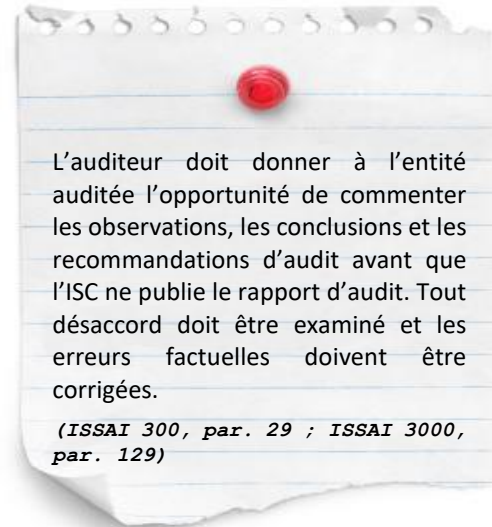 L’auditeur doit donner à l’entité
auditée l’opportunité de commenter
les observations, les conclusions et les
recommandations d’audit avant que
l’ISC ne publie le rapport d’audit. Tout
désaccord doit être examiné et les
erreurs factuelles doivent être
corrigées.
(ISSAI 300, par. 29 ; ISSAI 3000,
par. 129)